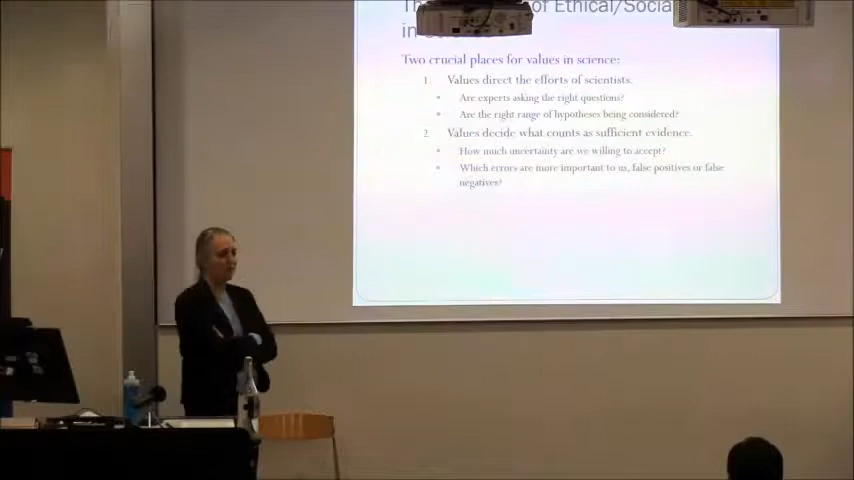 of Ethical/Social
in
Two crucial places for values in science:
1. Values direct the efforts of scientists.
Are experts asking the right questions?
Are the right range of hypotheses being considered?
2. Values decide what counts as sufficient evidence.
How much uncertainty are we willing to accept?
Which errors are more important to us, false positives or false
negatives?